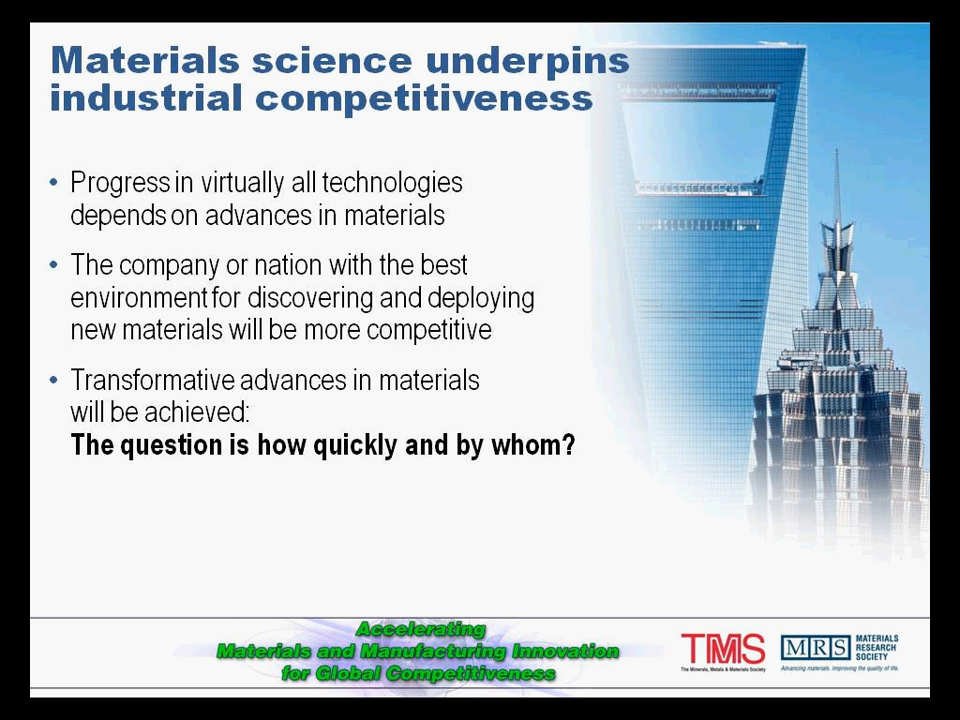 Materials science underpins
industrial competitiveness
• Progress in virtually all technologies
depends on advances in materials
• The company or nation with the best
environment for discovering and deploying
new materials will be more competitive
• Transformative advances in materials
will be achieved:
The question is how quickly and by whom?
Accelerating
Materials and Manufacturing Innovation
for Global Competitiveness
TMS
The Minerals, Metals & Materials Society
MRS
MATERIALS
RESEARCH
SOCIETY
Advancing materials. Improving the quality of life.